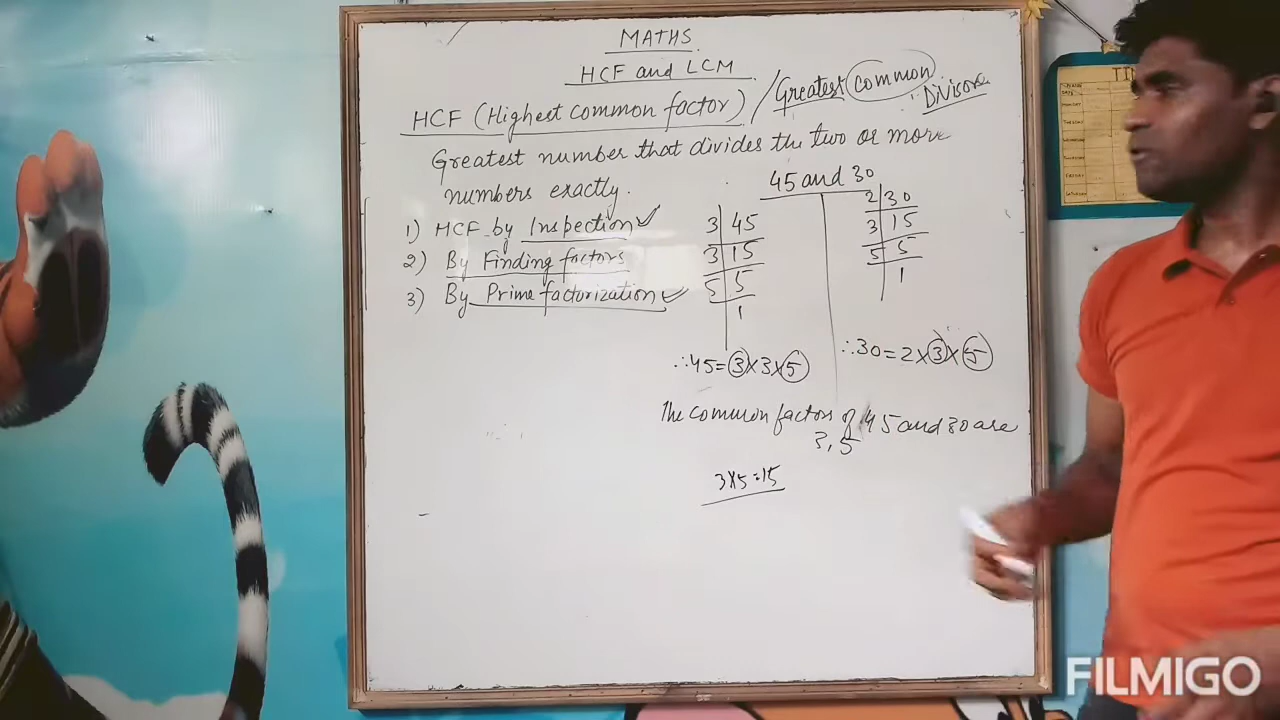 MATHS
HCF and LCM
HCF (Highest common factor) / Greatest common
Divisor
Greatest number that divides the two or more
numbers exactly.
1) HCF by Inspection ✓
2) By Finding factors
3) By Prime factorization ✓
45 and 30
3 | 45
3 | 15
5 | 5
1
2 | 30
3 | 15
5 | 5
1
∴45=3×3×5
∴30=2×3×5
The common factors of 45 and 30 are
3,5
3×5=15
FILMIGO